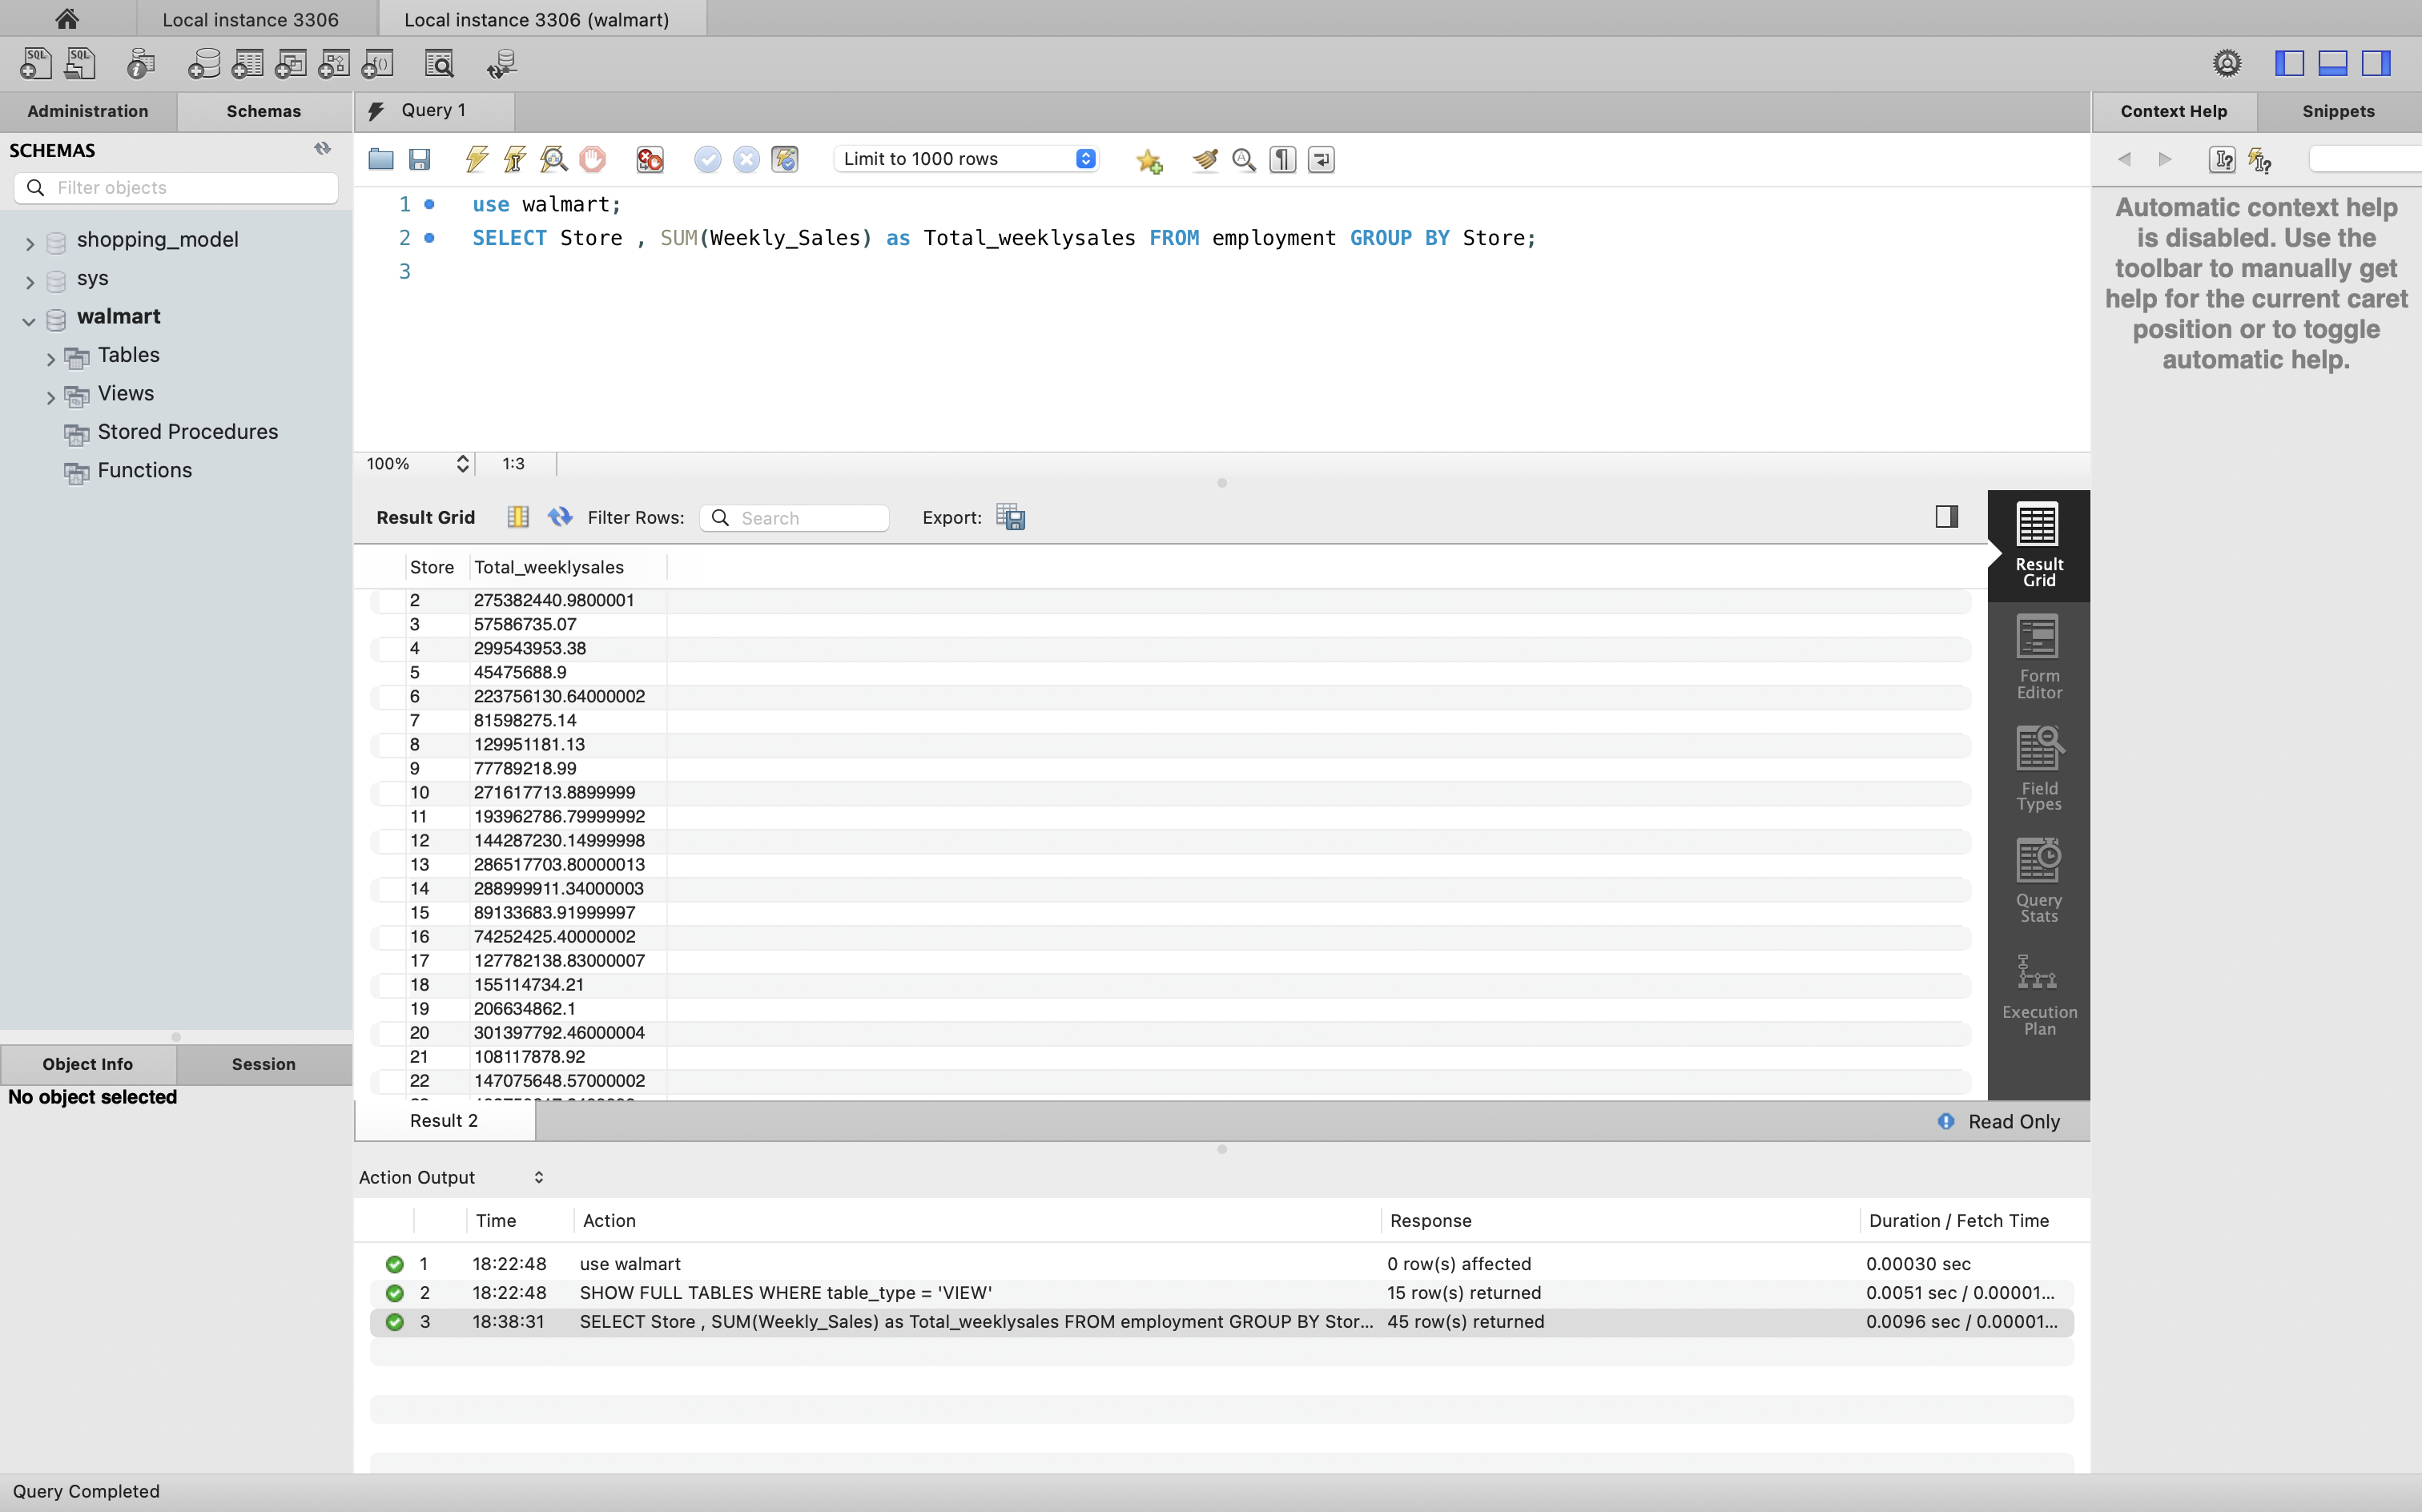 Local instance 3306
Local instance 3306 (walmart)
SQL
SQL
f()
Administration
Schemas
Query 1
Context Help
Snippets
SCHEMAS
Filter objects
shopping_model
sys
walmart
Tables
Views
Stored Procedures
Functions
Limit to 1000 rows
1 use walmart;
2 SELECT Store , SUM(Weekly_Sales) as Total_weeklysales FROM employment GROUP BY Store;
3
Automatic context help
is disabled. Use the
toolbar to manually get
help for the current caret
position or to toggle
automatic help.
100% 1:3
Result Grid Filter Rows: Search Export:
Store Total_weeklysales
2 275382440.9800001
3 57586735.07
4 299543953.38
5 45475688.9
6 223756130.64000002
7 81598275.14
8 129951181.13
9 77789218.99
10 271617713.8899999
11 193962786.79999992
12 144287230.14999998
13 286517703.80000013
14 288999911.34000003
15 89133683.91999997
16 74252425.40000002
17 127782138.83000007
18 155114734.21
19 206634862.1
20 301397792.46000004
21 108117878.92
22 147075648.57000002
Result
Grid
Form
Editor
Field
Types
Query
Stats
Execution
Plan
Object Info
Session
No object selected
Result 2
Read Only
Action Output
Time Action Response Duration / Fetch Time
1 18:22:48 use walmart 0 row(s) affected 0.00030 sec
2 18:22:48 SHOW FULL TABLES WHERE table_type = 'VIEW' 15 row(s) returned 0.0051 sec / 0.00001...
3 18:38:31 SELECT Store , SUM(Weekly_Sales) as Total_weeklysales FROM employment GROUP BY Stor... 45 row(s) returned 0.0096 sec / 0.00001...
Query Completed